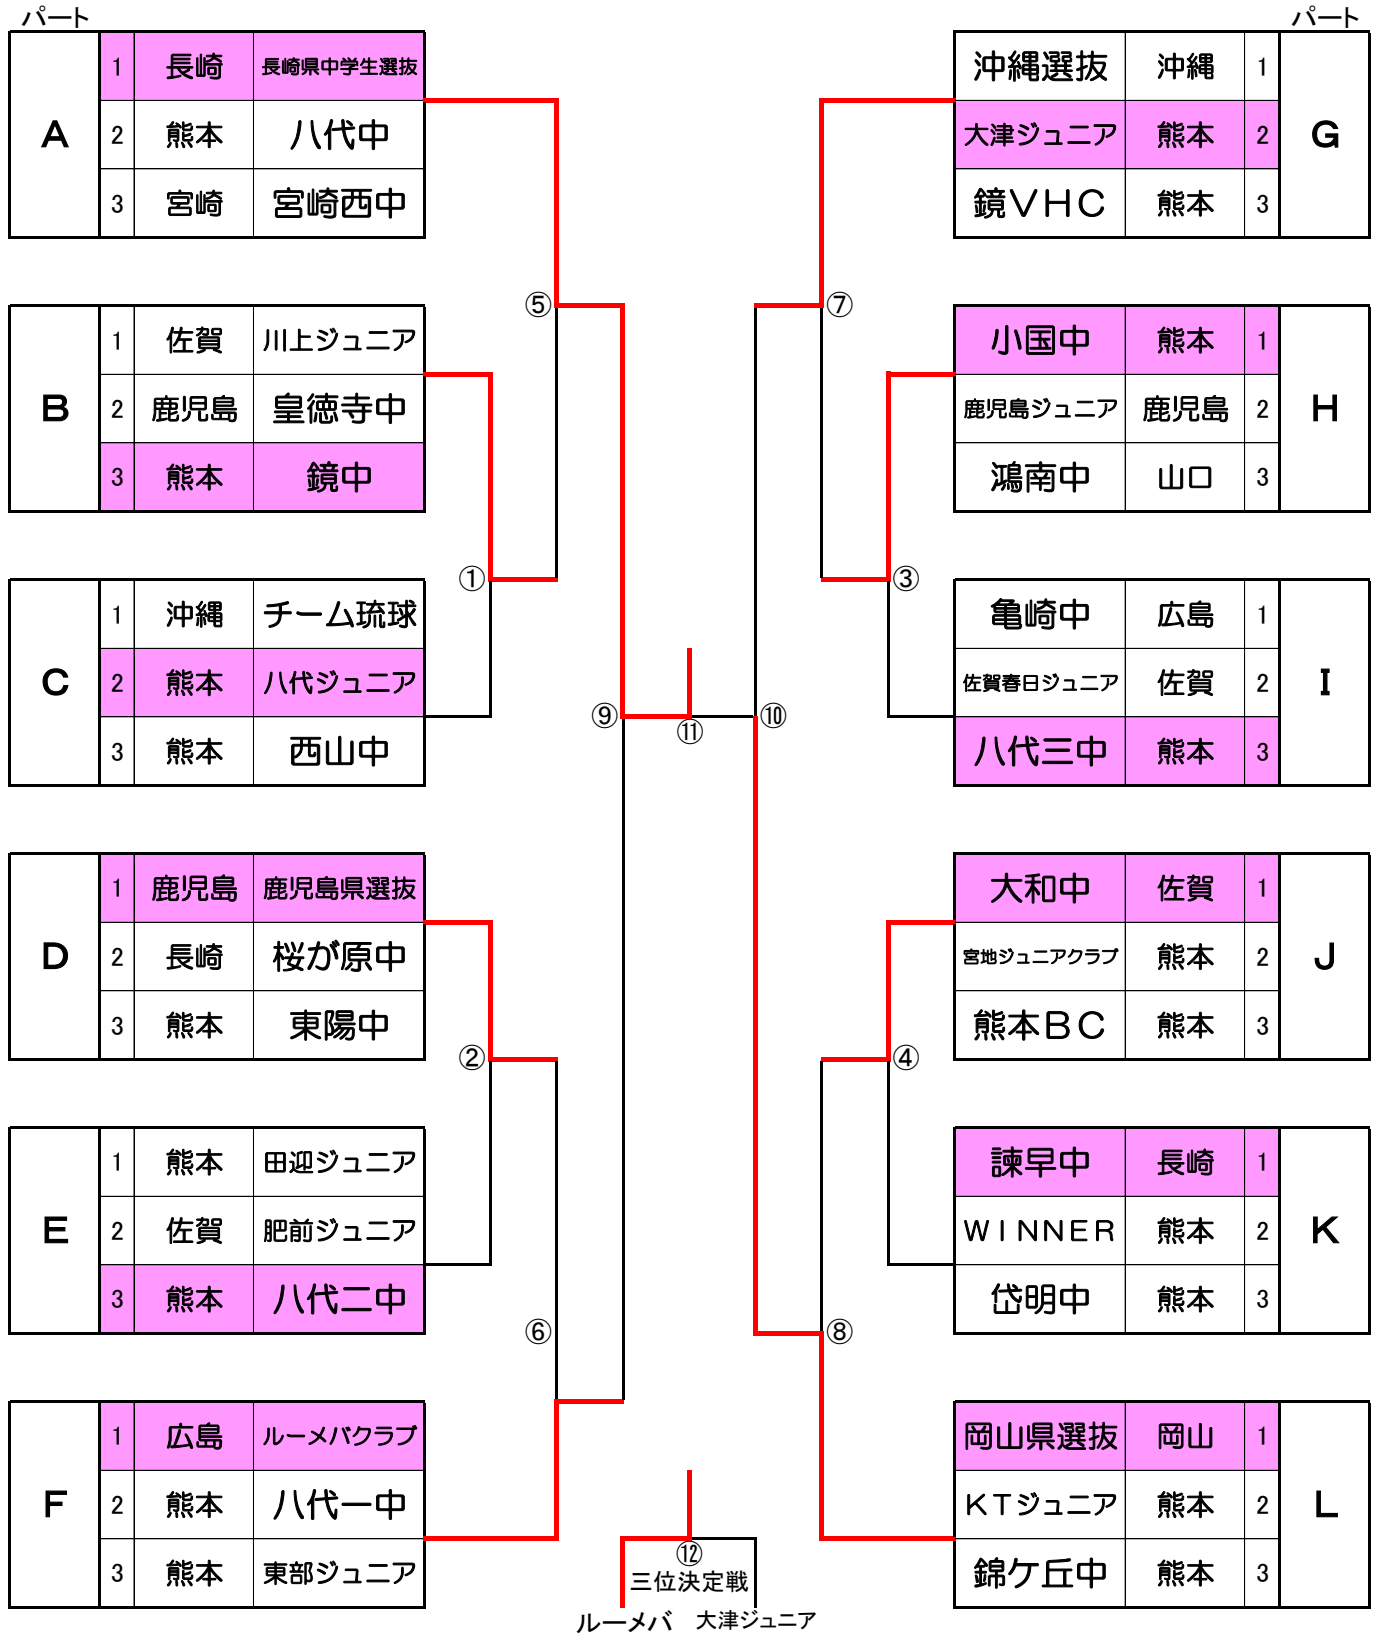 パート
A
1 長崎 長崎県中学生選抜
2 熊本 八代中
3 宮崎 宮崎西中
B
1 佐賀 川上ジュニア
2 鹿児島 皇徳寺中
3 熊本 鏡中
C
1 沖縄 チーム琉球
2 熊本 八代ジュニア
3 熊本 西山中
D
1 鹿児島 鹿児島県選抜
2 長崎 桜が原中
3 熊本 東陽中
E
1 熊本 田迎ジュニア
2 佐賀 肥前ジュニア
3 熊本 八代二中
F
1 広島 ルーメバクラブ
2 熊本 八代一中
3 熊本 東部ジュニア
⑤
①
②
⑥
⑨
⑪
⑩
⑦
③
④
⑧
⑫
三位決定戦
ルーメバ 大津ジュニア
パート
沖縄選抜 沖縄 1
大津ジュニア 熊本 2
鏡VHC 熊本 3
G
小国中 熊本 1
鹿児島ジュニア 鹿児島 2
鴻南中 山口 3
H
亀崎中 広島 1
佐賀春日ジュニア 佐賀 2
八代三中 熊本 3
I
大和中 佐賀 1
宮地ジュニアクラブ 熊本 2
熊本BC 熊本 3
J
諫早中 長崎 1
WINNER 熊本 2
岱明中 熊本 3
K
岡山県選抜 岡山 1
KTジュニア 熊本 2
錦ケ丘中 熊本 3
L